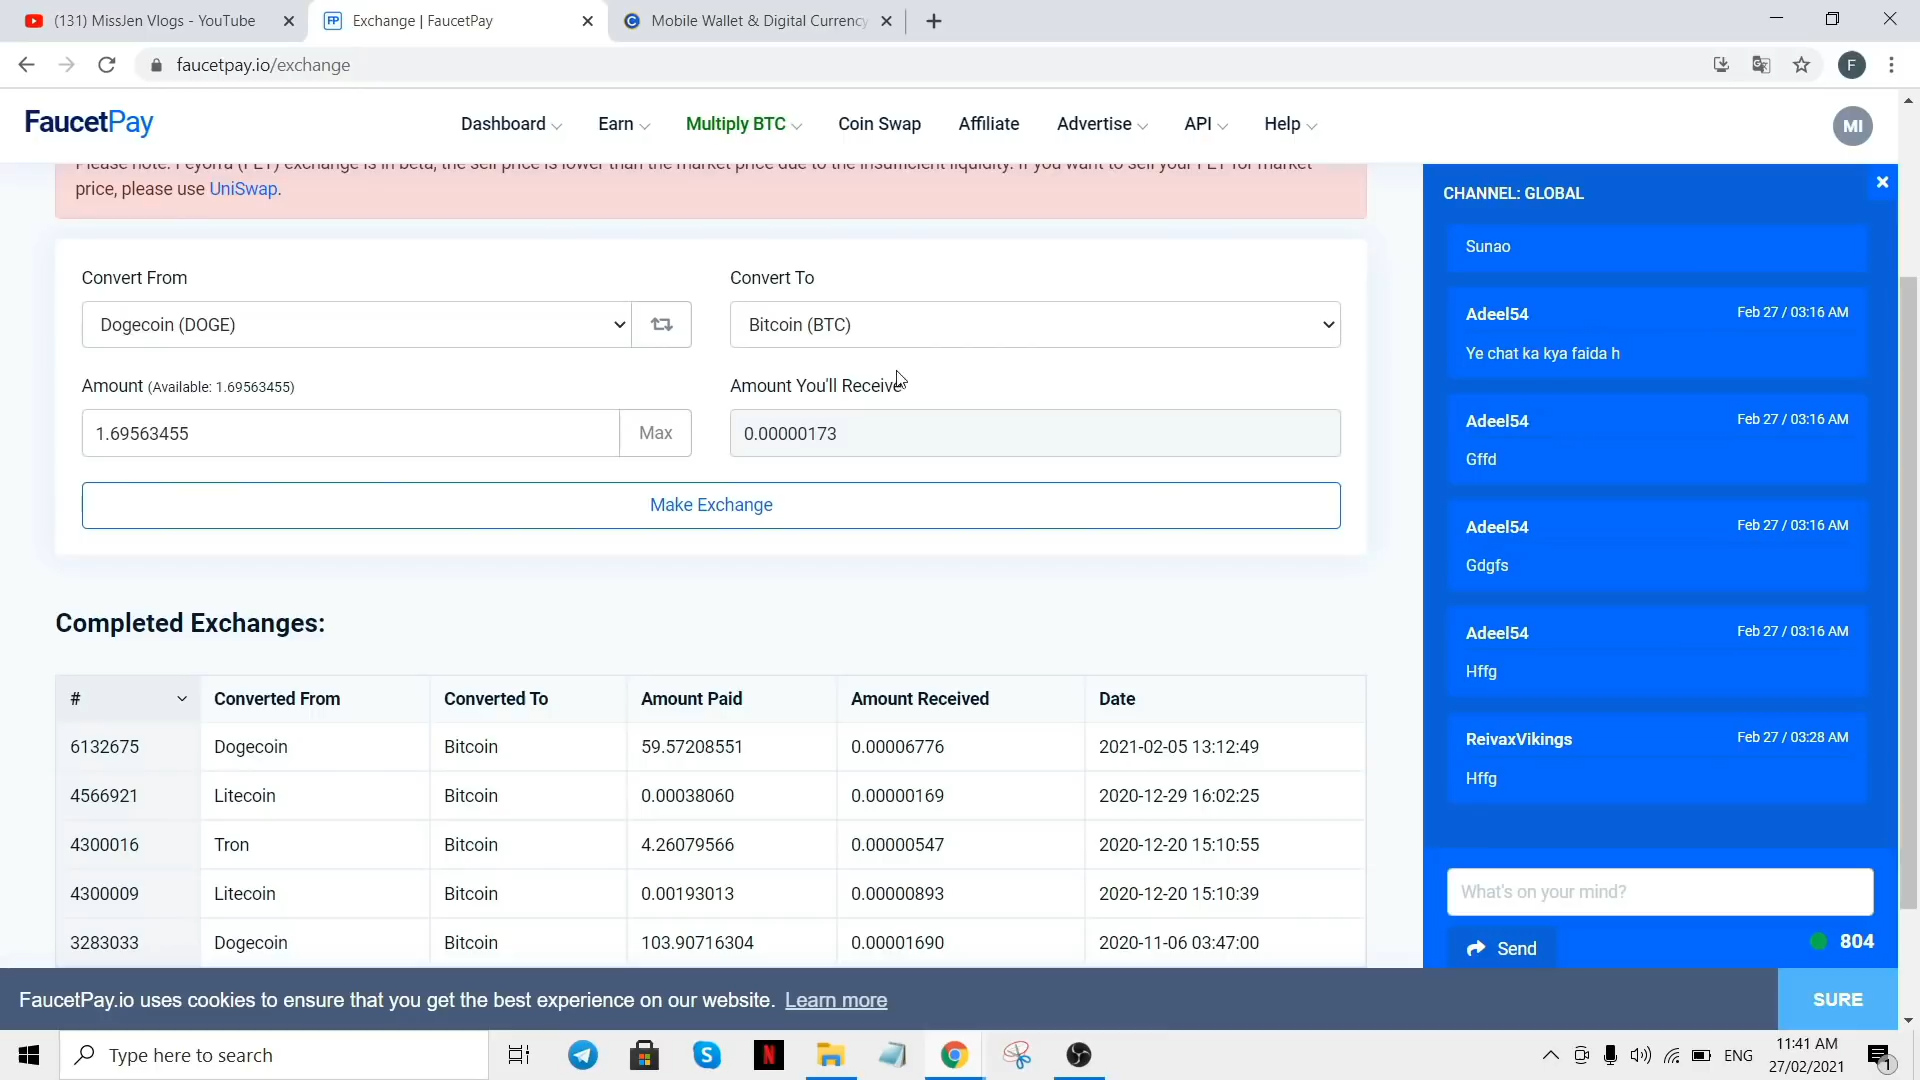 (131) MissJen Vlogs - YouTube
Exchange | FaucetPay
Mobile Wallet & Digital Currency
faucetpay.io/exchange
F
FaucetPay
Dashboard
Earn
Multiply BTC
Coin Swap
Affiliate
Advertise
API
Help
MI
price, please use UniSwap.
Convert From
Convert To
Dogecoin (DOGE)
Bitcoin (BTC)
Amount (Available: 1.69563455)
Amount You'll Receive
1.69563455
Max
0.00000173
Make Exchange
Completed Exchanges:
# Converted From Converted To Amount Paid Amount Received Date
6132675 Dogecoin Bitcoin 59.57208551 0.00006776 2021-02-05 13:12:49
4566921 Litecoin Bitcoin 0.00038060 0.00000169 2020-12-29 16:02:25
4300016 Tron Bitcoin 4.26079566 0.00000547 2020-12-20 15:10:55
4300009 Litecoin Bitcoin 0.00193013 0.00000893 2020-12-20 15:10:39
3283033 Dogecoin Bitcoin 103.90716304 0.00001690 2020-11-06 03:47:00
CHANNEL: GLOBAL
Sunao
Adeel54 Feb 27 / 03:16 AM
Ye chat ka kya faida h
Adeel54 Feb 27 / 03:16 AM
Gffd
Adeel54 Feb 27 / 03:16 AM
Gdgfs
Adeel54 Feb 27 / 03:16 AM
Hffg
ReivaxVikings Feb 27 / 03:28 AM
Hffg
What's on your mind?
Send
804
FaucetPay.io uses cookies to ensure that you get the best experience on our website. Learn more
SURE
Type here to search
ENG
11:41 AM
27/02/2021
1